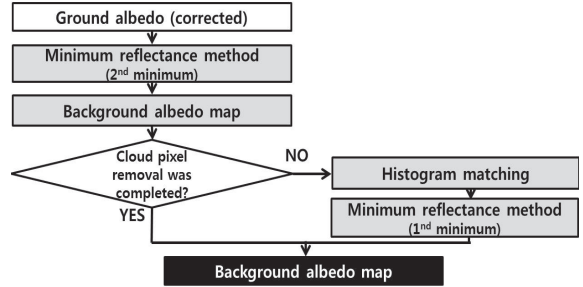 Ground albedo (corrected)
Minimum reflectance method
(2nd minimum)
Background albedo map
Cloud pixel
removal was
completed?
NO
YES
Histogram matching
Minimum reflectance method
(1nd minimum)
Background albedo map